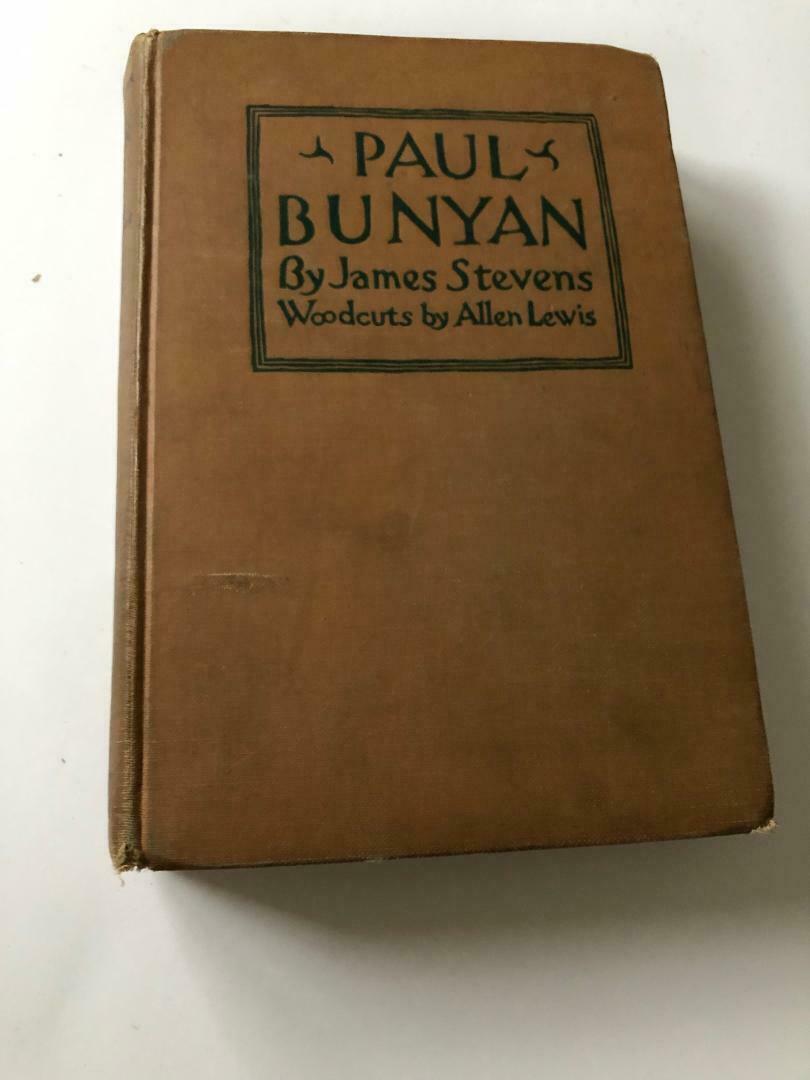 PAUL
BUNYAN
By James Stevens
Woodcuts by Allen Lewis